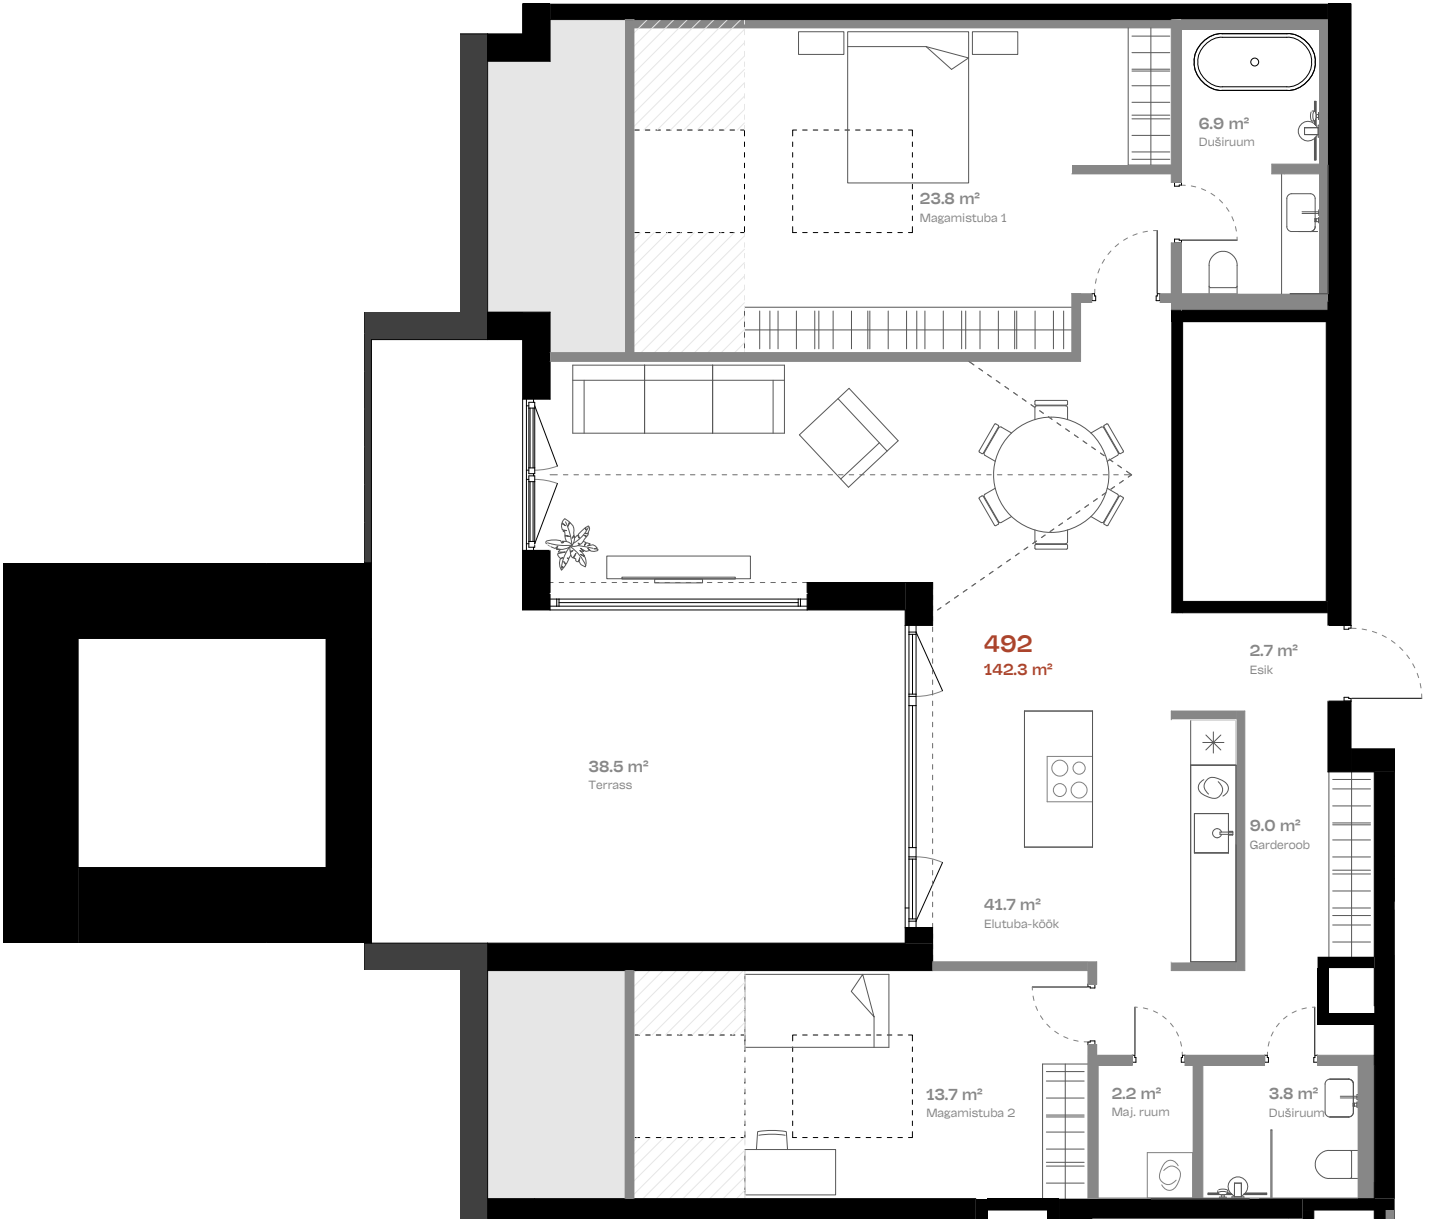 6.9 m²
Duširuum
23.8 m²
Magamistuba 1
492
142.3 m²
2.7 m²
Esik
38.5 m²
Terrass
9.0 m²
Garderoob
41.7 m²
Elutuba-köök
13.7 m²
Magamistuba 2
2.2 m²
Maj. ruum
3.8 m²
Duširuum